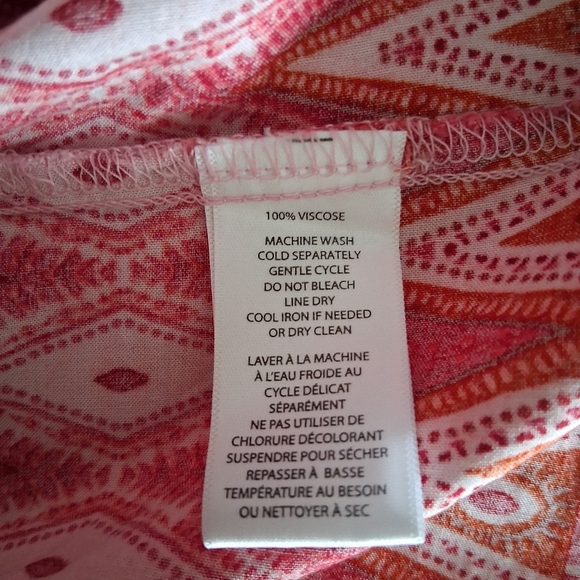 100% VISCOSE
MACHINE WASH
COLD SEPARATELY
GENTLE CYCLE
DO NOT BLEACH
LINE DRY
COOL IRON IF NEEDED
OR DRY CLEAN
LAVER À LA MACHINE
À L'EAU FROIDE AU
CYCLE DÉLICAT
SÉPARÉMENT
NE PAS UTILISER DE
CHLORURE DÉCOLORANT
SUSPENDRE POUR SÉCHER
REPASSER À BASSE
TEMPÉRATURE AU BESOIN
OU NETTOYER À SEC